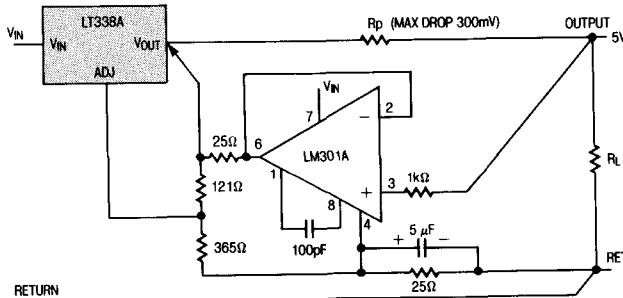 LT338A
RP (MAX DROP 300mV)
OUTPUT
5V
VIN
VIN
VOUT
ADJ
VIN
2
7
6
25Ω
LM301A
1
3
1kΩ
RL
121Ω
8
4
100pF
+ 5 μF −
365Ω
25Ω
RET
RETURN